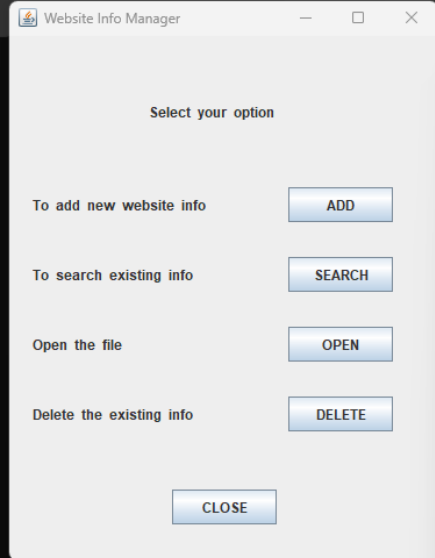 Website Info Manager
Select your option
To add new website info ADD
To search existing info SEARCH
Open the file OPEN
Delete the existing info DELETE
CLOSE